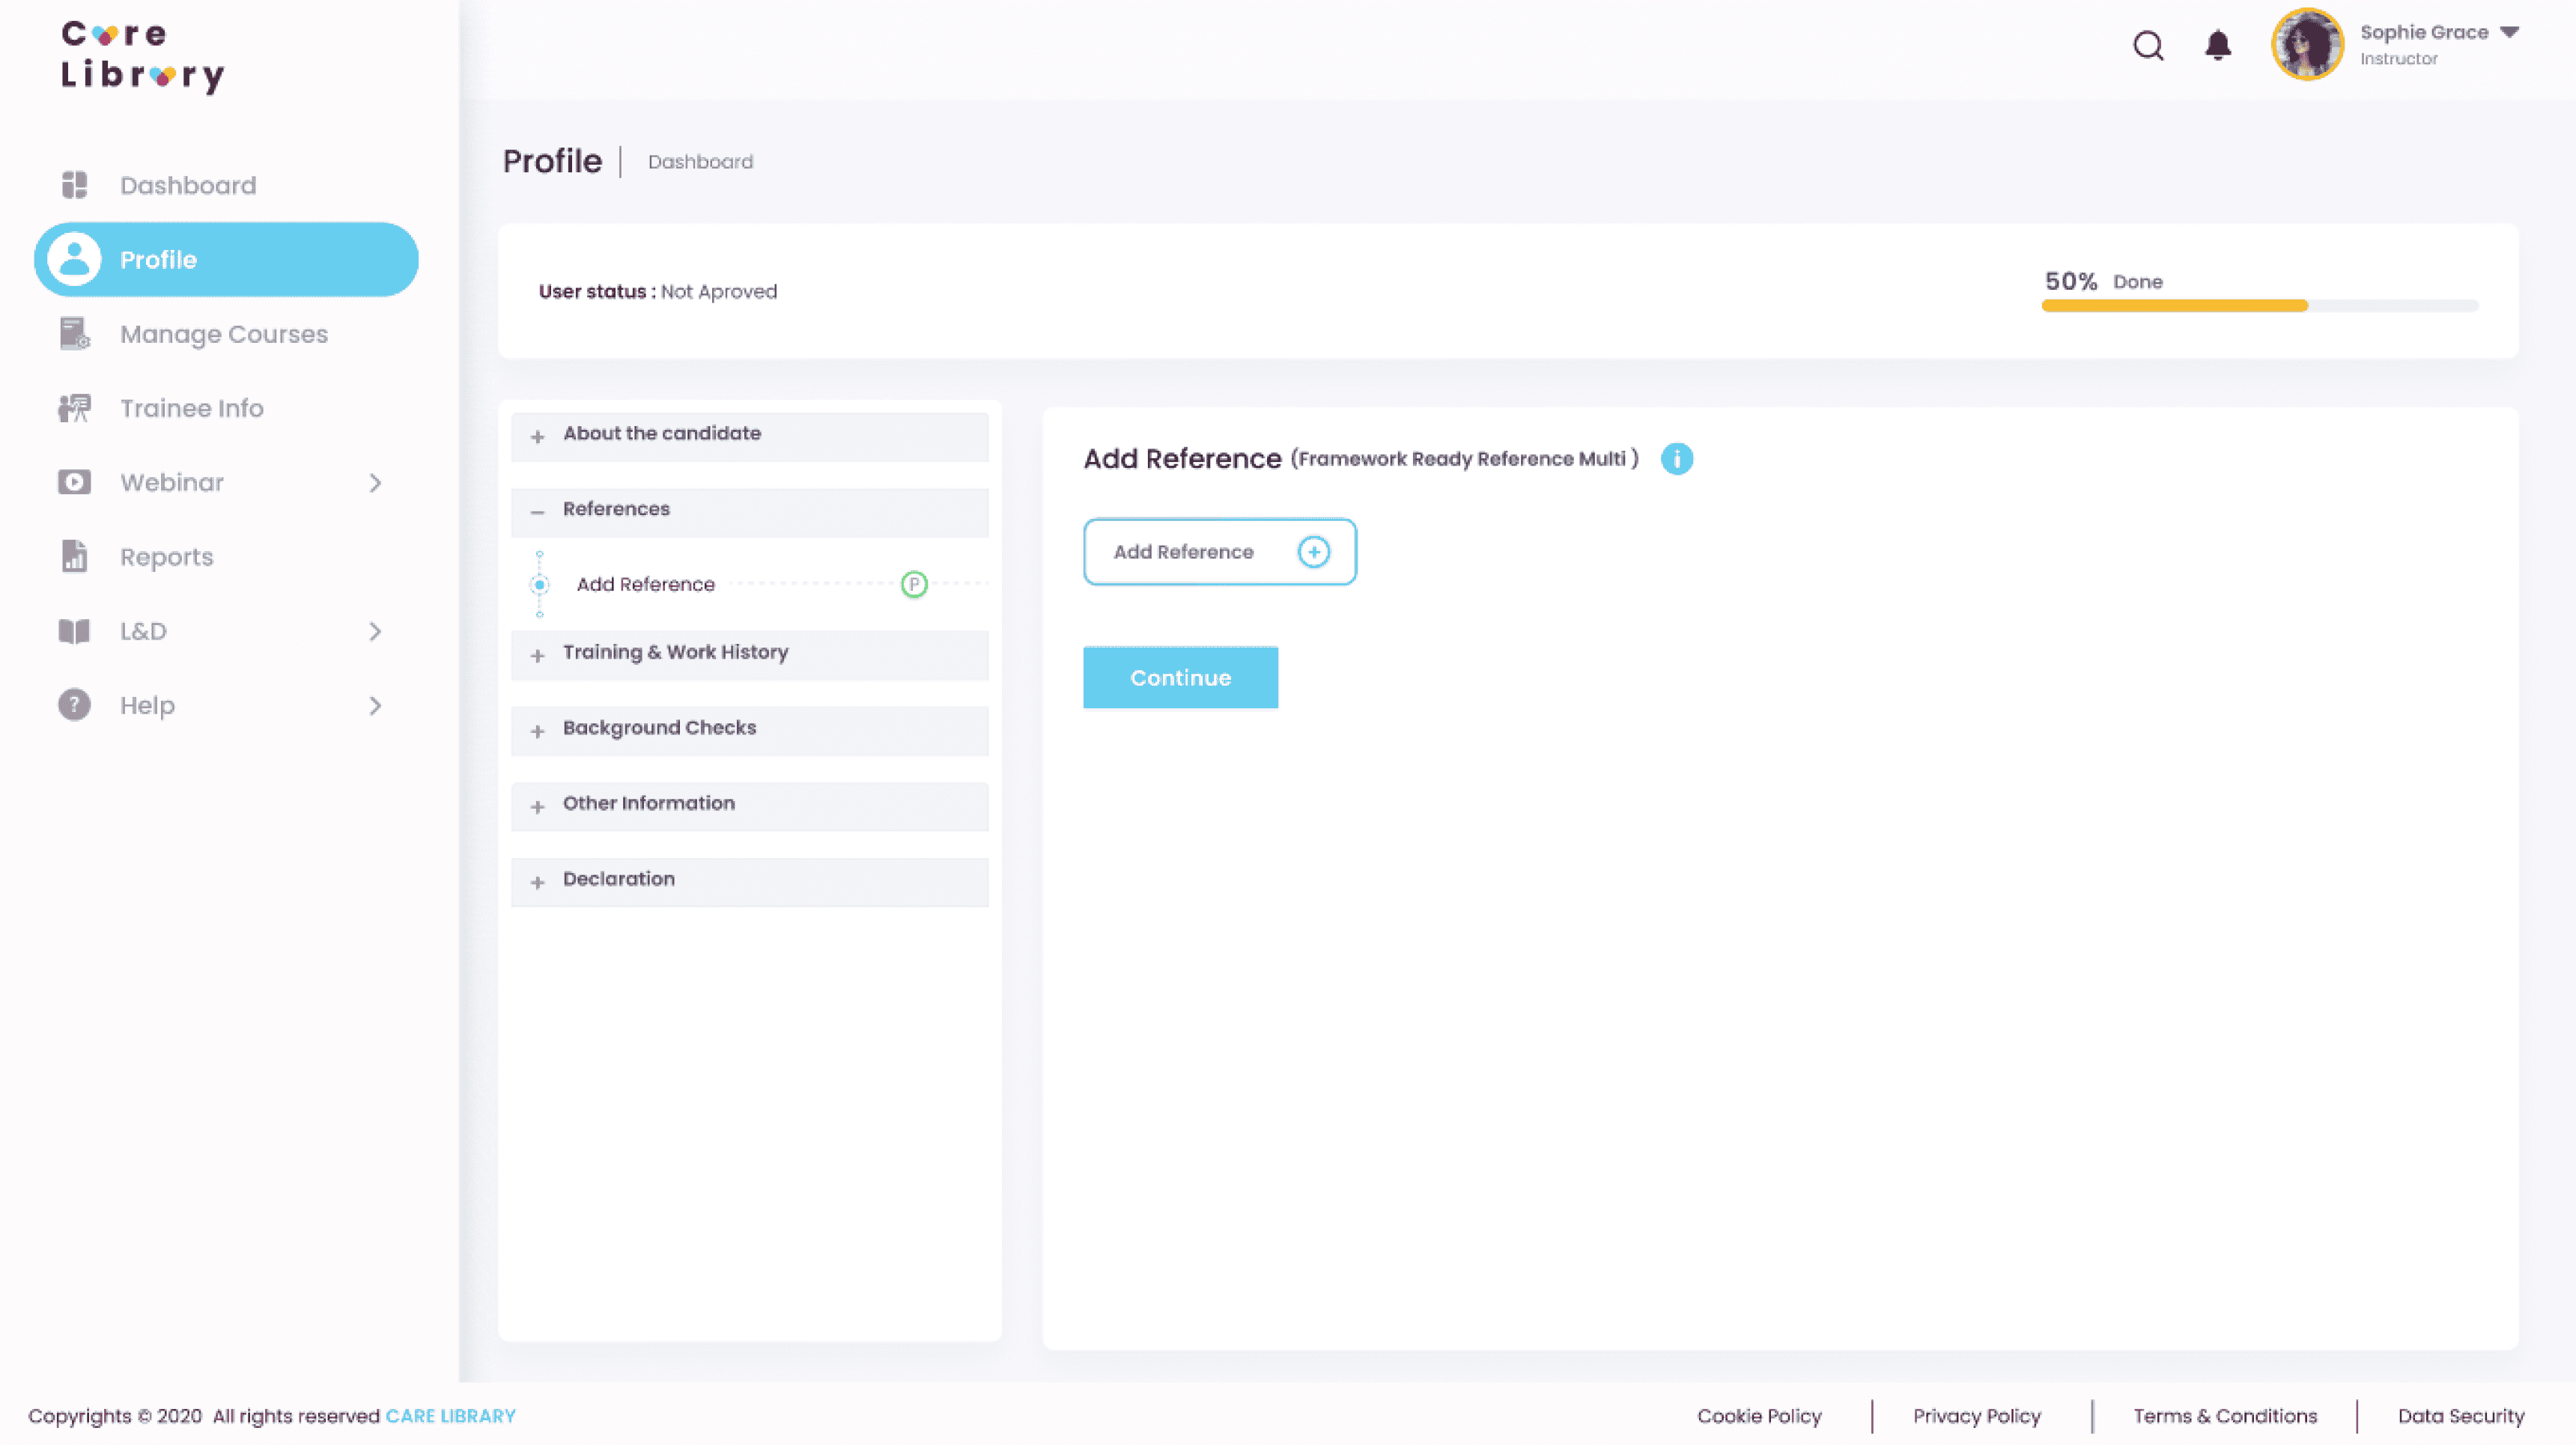 Care
Library
Sophie Grace
Instructor
Dashboard
Profile
Manage Courses
Trainee Info
Webinar
Reports
L&D
Help
Profile
Dashboard
User status : Not Aproved
50% Done
About the candidate
References
Add Reference P
Training & Work History
Background Checks
Other Information
Declaration
Add Reference (Framework Ready Reference Multi )
Add Reference
Continue
Copyrights © 2020 All rights reserved CARE LIBRARY
Cookie Policy
Privacy Policy
Terms & Conditions
Data Security